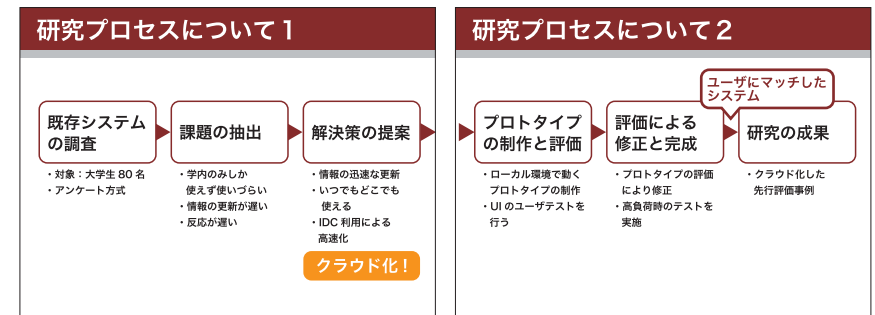 研究プロセスについて1
既存システム
の調査
・対象：大学生80名
・アンケート方式
課題の抽出
・学内のみしか
使えず使いづらい
・情報の更新が遅い
・反応が遅い
解決策の提案
・情報の迅速な更新
・いつでもどこでも
使える
・IDC利用による
高速化
クラウド化！
研究プロセスについて2
プロトタイプ
の制作と評価
・ローカル環境で動く
プロトタイプの制作
・UIのユーザテストを
行う
評価による
修正と完成
・プロトタイプの評価
により修正
・高負荷時のテストを
実施
ユーザにマッチした
システム
研究の成果
・クラウド化した
先行評価事例